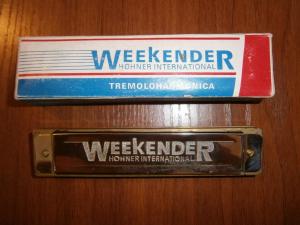 WEEKENDER
HOHNER INTERNATIONAL
TREMOLOHARMONICA
WEEKENDER
HOHNER INTERNATIONAL